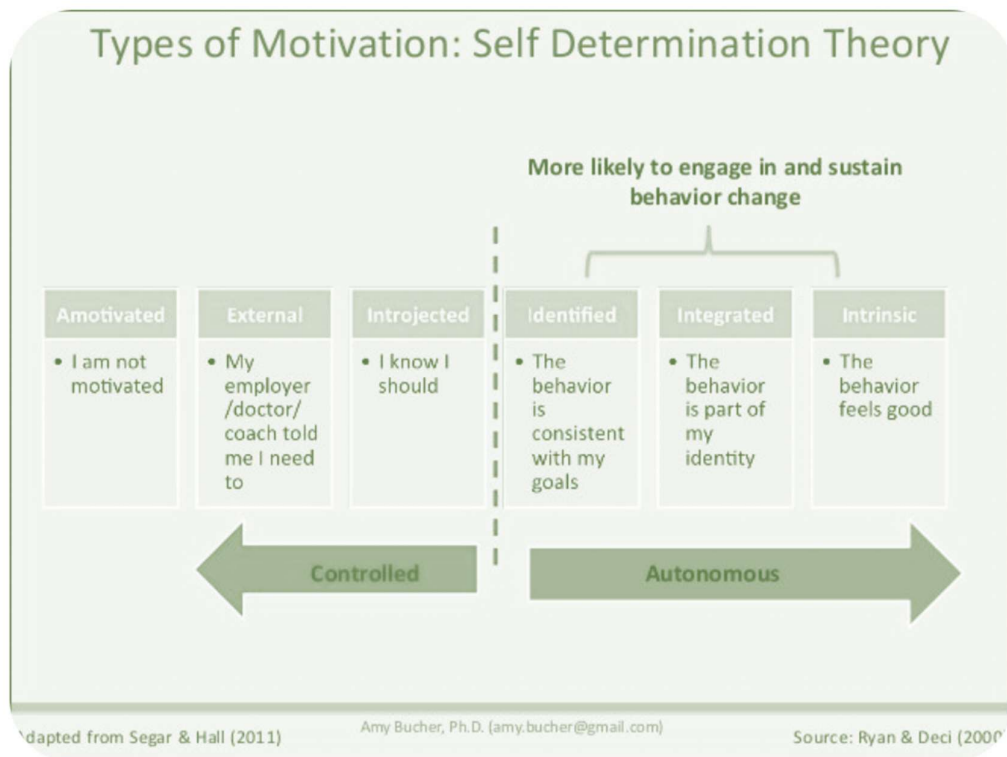 Types of Motivation: Self Determination Theory
More likely to engage in and sustain
behavior change
Amotivated
• I am not
motivated
External
• My
employer
/doctor/
coach told
me I need
to
Introjected
• I know I
should
Identified
• The
behavior
is
consistent
with my
goals
Integrated
• The
behavior
is part of
my
identity
Intrinsic
• The
behavior
feels good
Controlled
Autonomous
Adapted from Segar & Hall (2011)
Amy Bucher, Ph.D. (amy.bucher@gmail.com)
Source: Ryan & Deci (2000